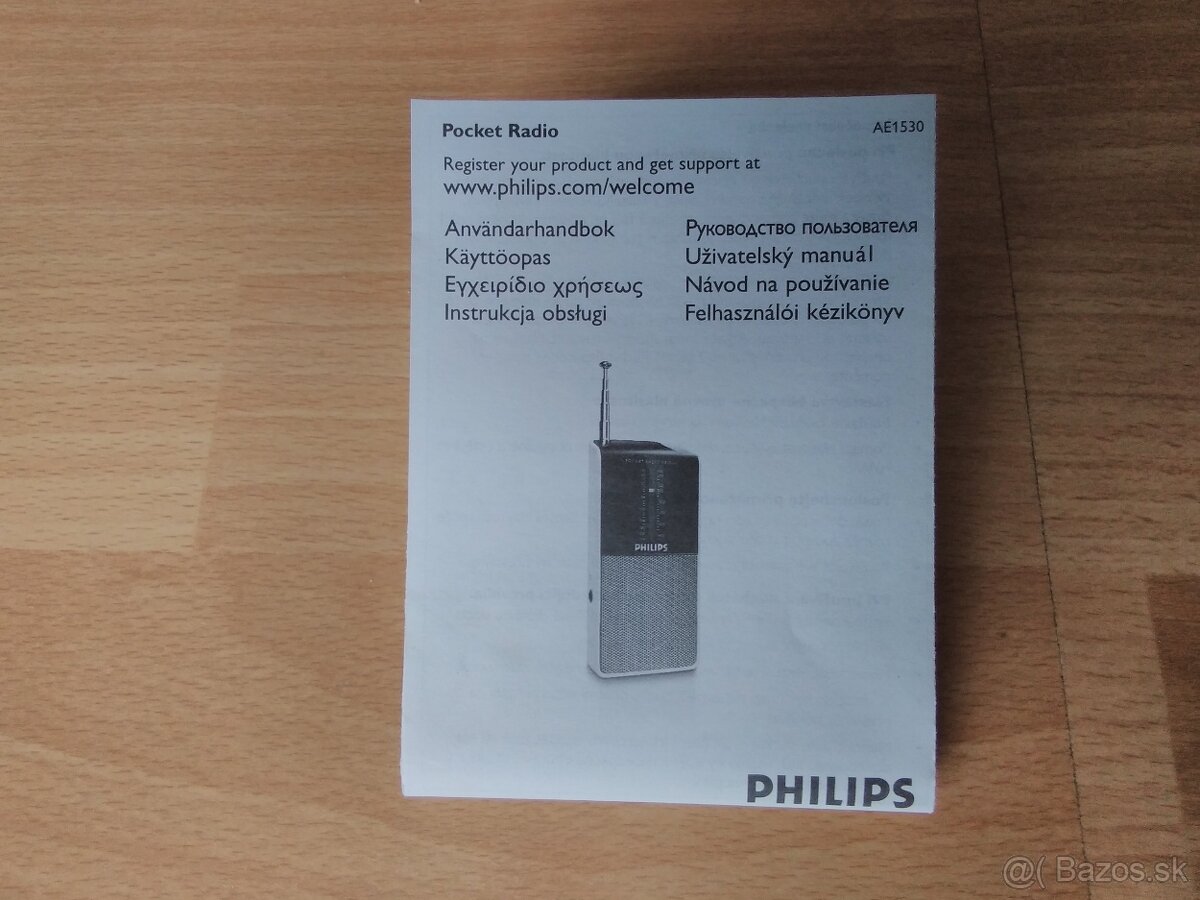 Pocket Radio
AE1530
Register your product and get support at
www.philips.com/welcome
Användarhandbok
Käyttöopas
Εγχειρίδιο χρήσεως
Instrukcja obsługi
Руководство пользователя
Uživatelský manuál
Návod na používanie
Felhasználói kézikönyv
PHILIPS
PHILIPS
@( Bazos.sk